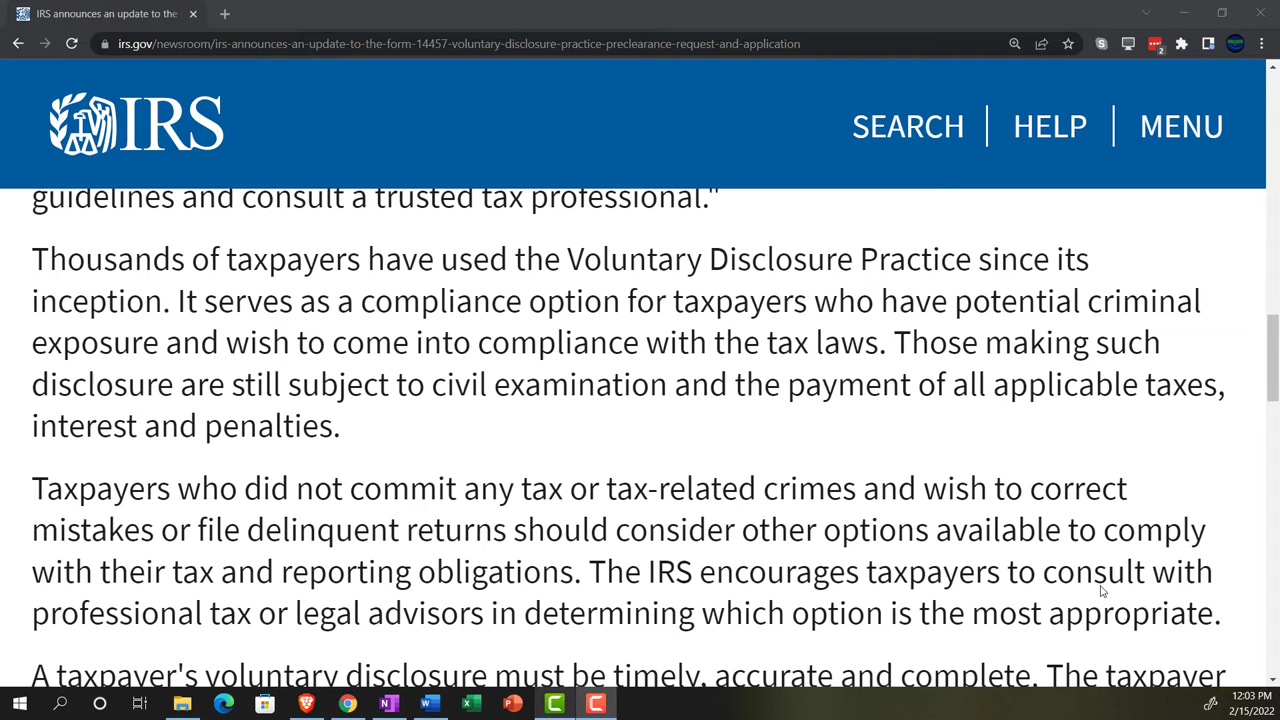 IRS announces an update to the
irs.gov/newsroom/irs-announces-an-update-to-the-form-14457-voluntary-disclosure-practice-preclearance-request-and-application
2
IRS
SEARCH HELP MENU
guidelines and consult a trusted tax professional."
Thousands of taxpayers have used the Voluntary Disclosure Practice since its
inception. It serves as a compliance option for taxpayers who have potential criminal
exposure and wish to come into compliance with the tax laws. Those making such
disclosure are still subject to civil examination and the payment of all applicable taxes,
interest and penalties.
Taxpayers who did not commit any tax or tax-related crimes and wish to correct
mistakes or file delinquent returns should consider other options available to comply
with their tax and reporting obligations. The IRS encourages taxpayers to consult with
professional tax or legal advisors in determining which option is the most appropriate.
A taxpayer's voluntary disclosure must be timely, accurate and complete. The taxpayer
12:03 PM
2/15/2022